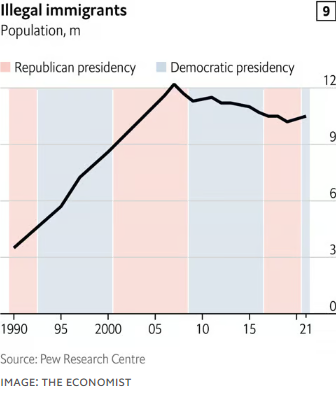 Illegal immigrants
9
Population, m
Republican presidency
Democratic presidency
12
9
6
3
0
1990 95 2000 05 10 15 21
Source: Pew Research Centre
IMAGE: THE ECONOMIST